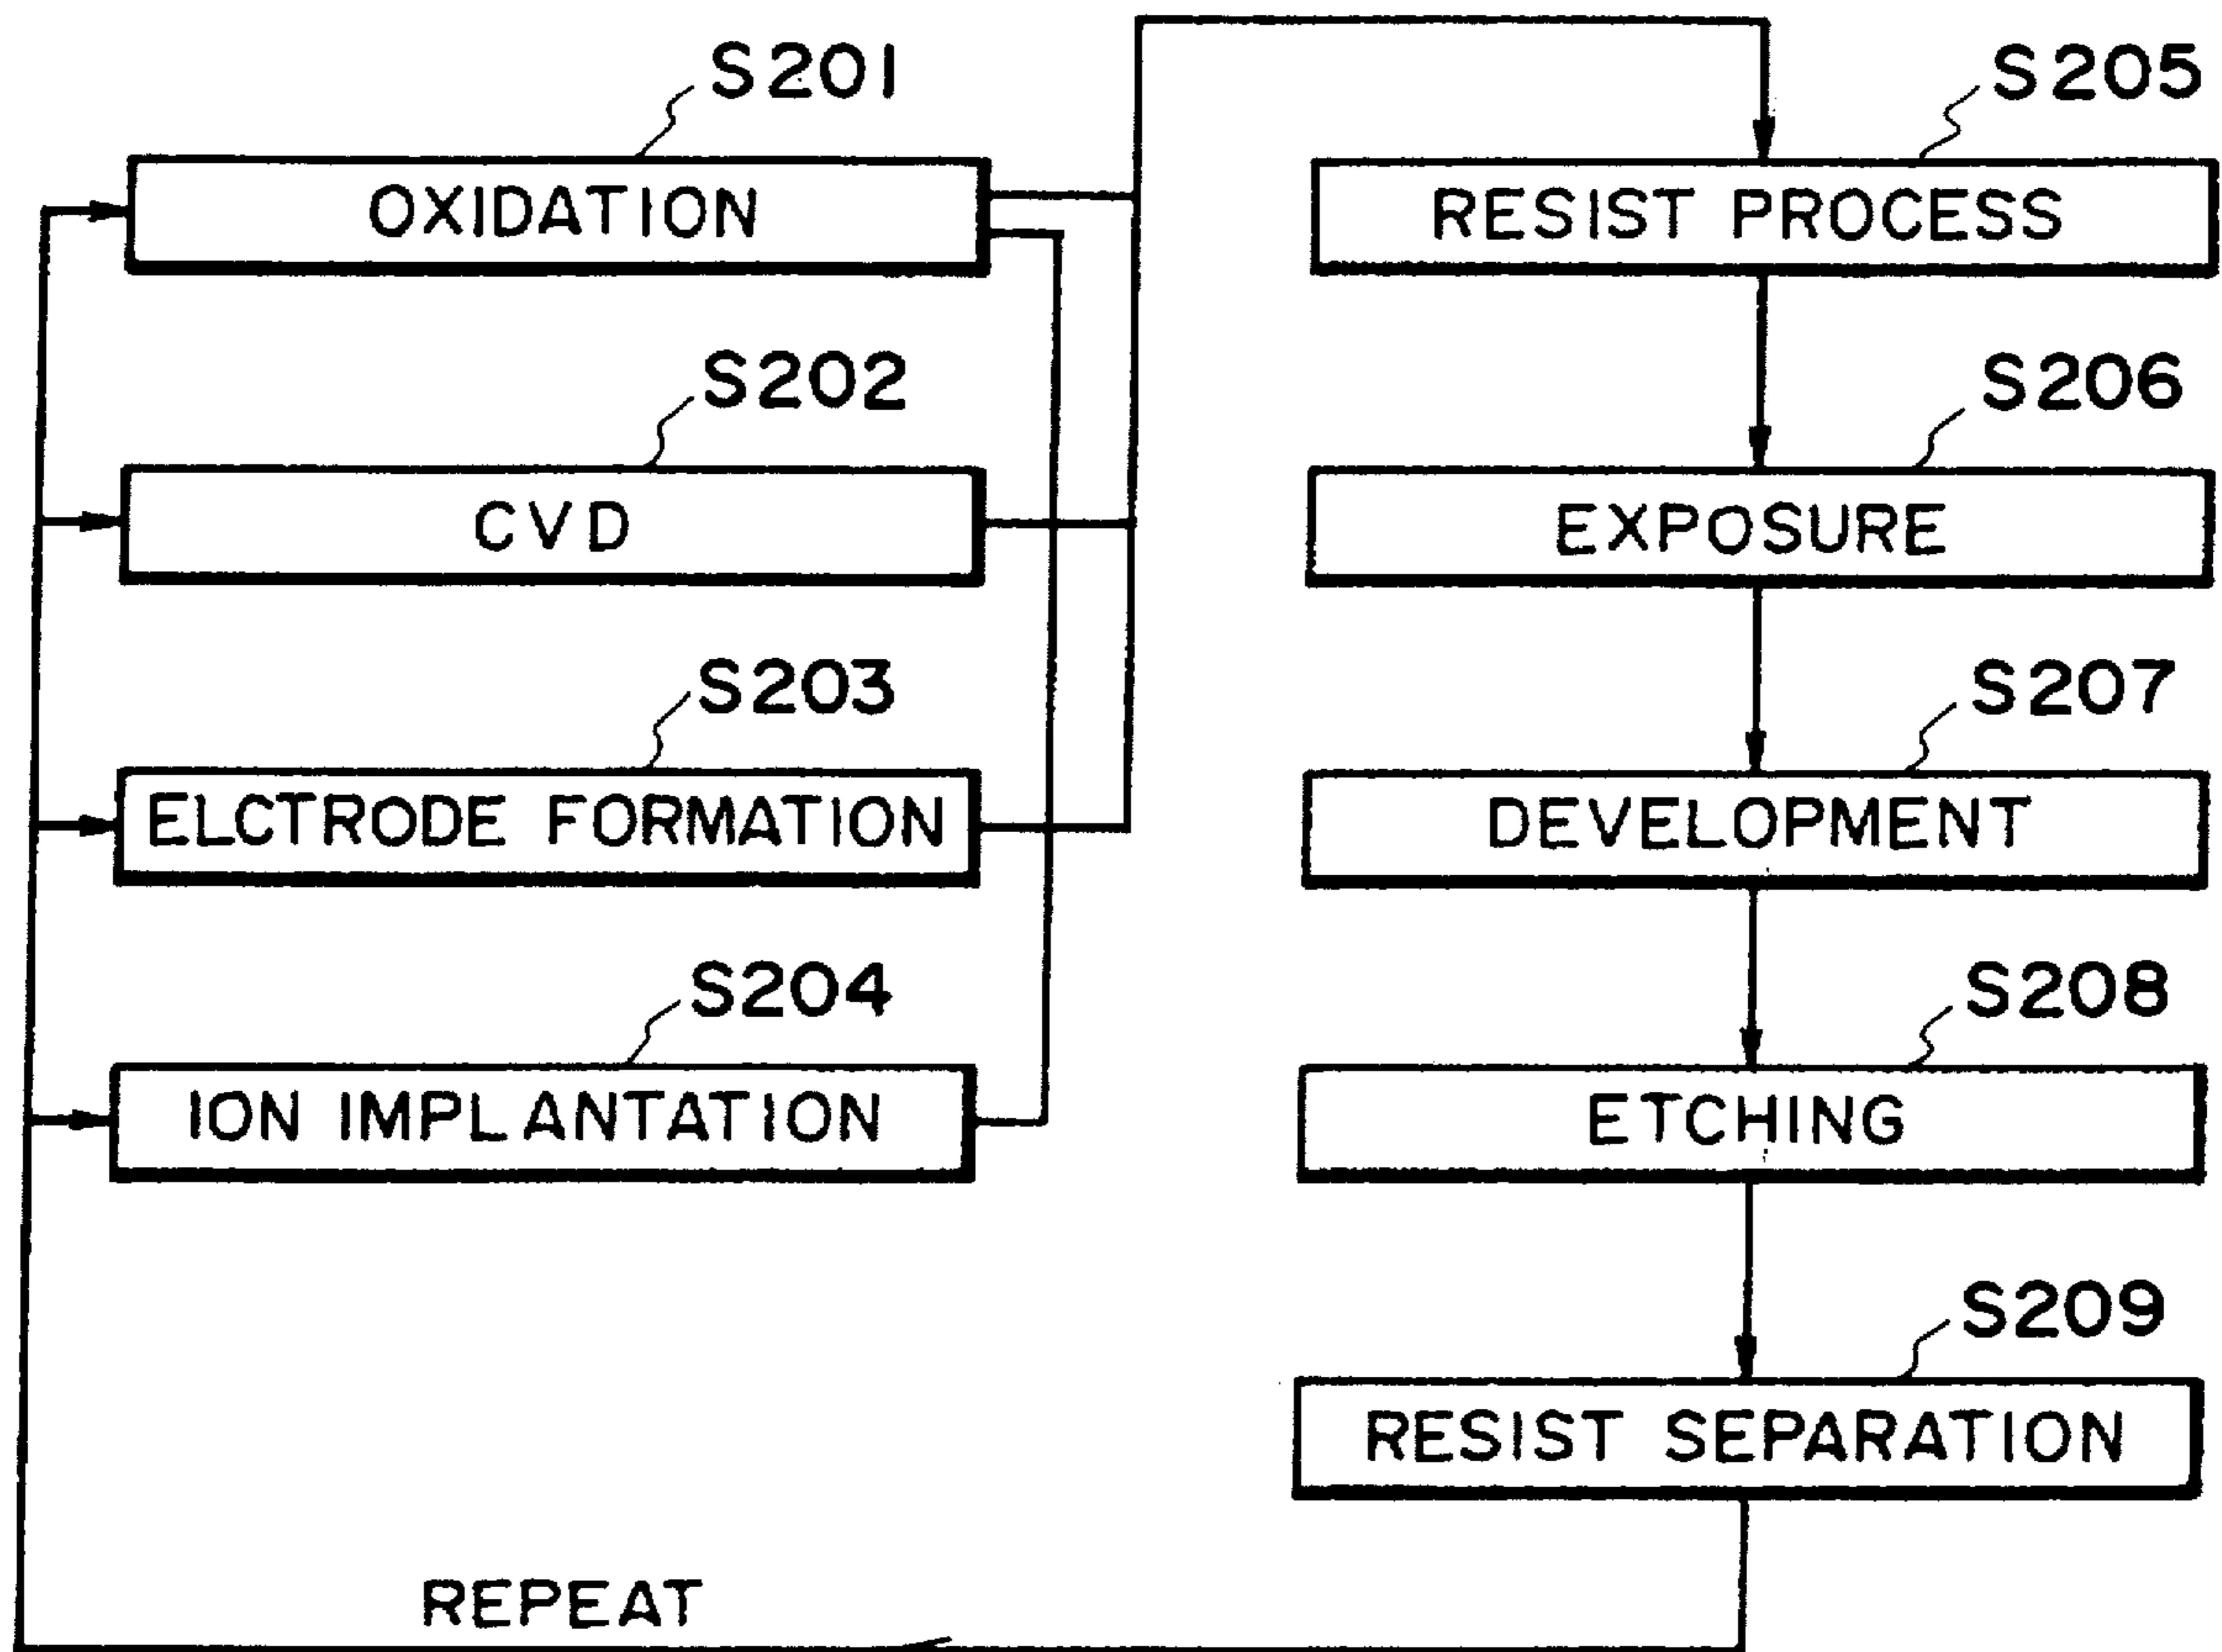 S201
OXIDATION
S202
CVD
S203
ELCTRODE FORMATION
S204
ION IMPLANTATION
S205
RESIST PROCESS
S206
EXPOSURE
S207
DEVELOPMENT
S208
ETCHING
S209
RESIST SEPARATION
REPEAT